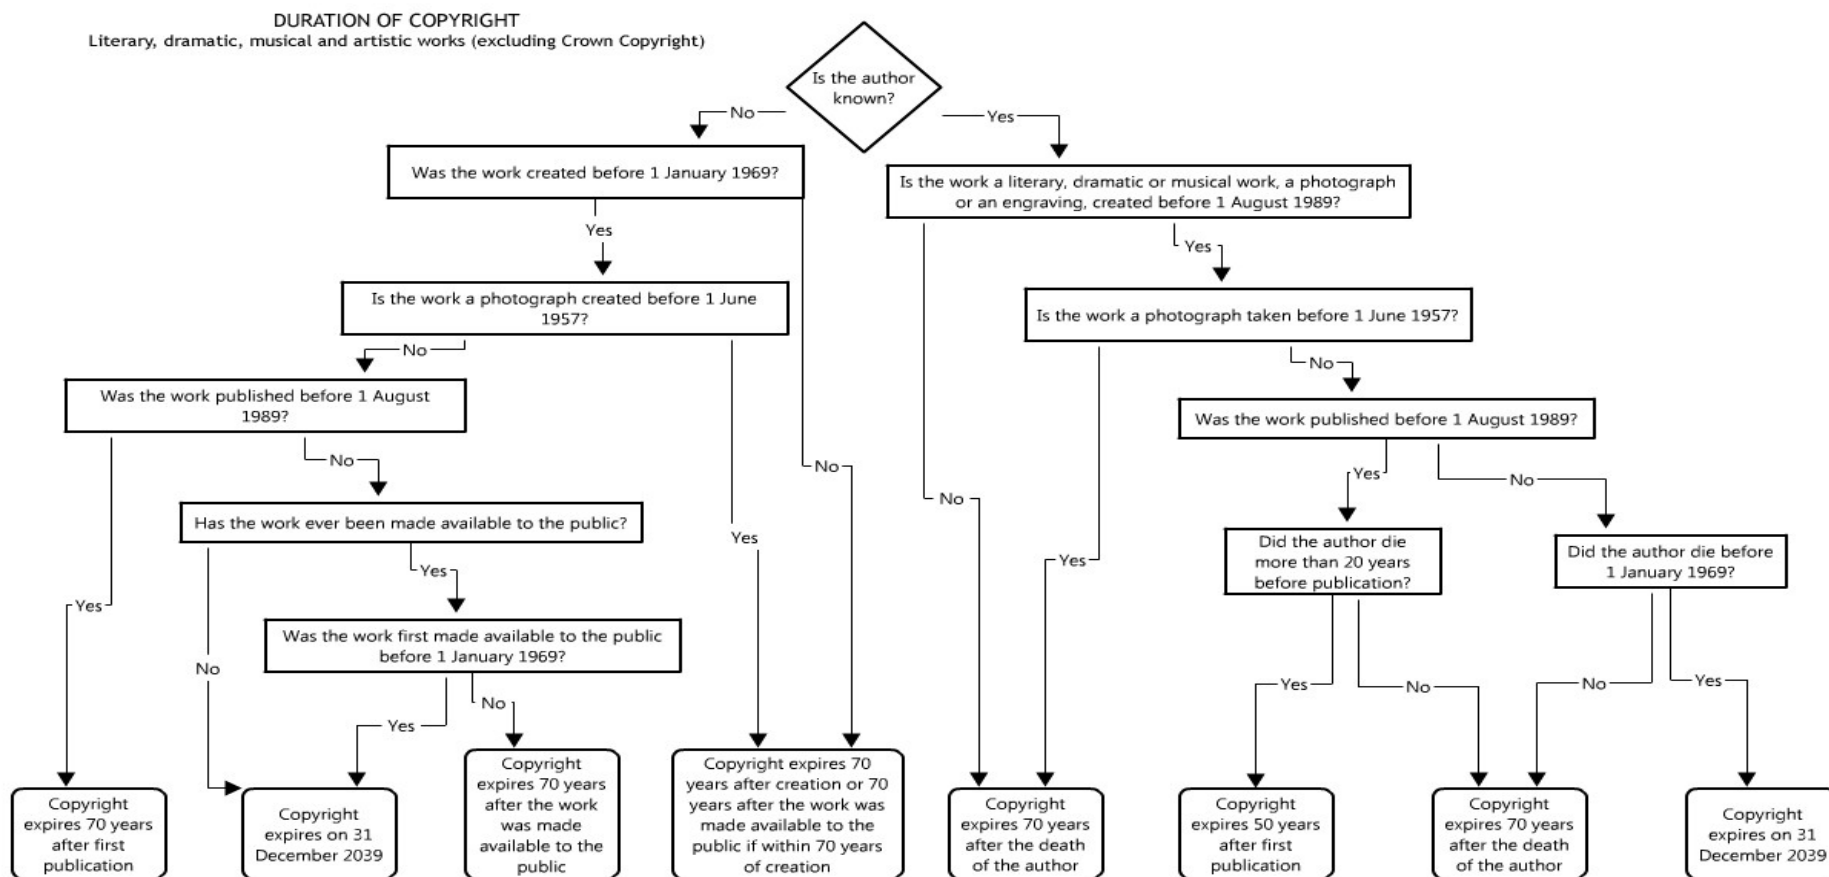 DURATION OF COPYRIGHT
Literary, dramatic, musical and artistic works (excluding Crown Copyright)
Is the author
known?
No
Yes
Was the work created before 1 January 1969?
Is the work a literary, dramatic or musical work, a photograph
or an engraving, created before 1 August 1989?
Yes
Yes
Is the work a photograph created before 1 June
1957?
Is the work a photograph taken before 1 June 1957?
No
No
Was the work published before 1 August
1989?
Was the work published before 1 August 1989?
No
No
Yes
No
No
Has the work ever been made available to the public?
Yes
Did the author die
more than 20 years
before publication?
Did the author die before
1 January 1969?
Yes
Yes
Yes
Was the work first made available to the public
before 1 January 1969?
No
Yes
No
No
Yes
Yes
No
Copyright
expires 70 years
after first
publication
Copyright
expires on 31
December 2039
Copyright
expires 70 years
after the work
was made
available to the
public
Copyright expires 70
years after creation or 70
years after the work was
made available to the
public if within 70 years
of creation
Copyright
expires 70 years
after the death
of the author
Copyright
expires 50 years
after first
publication
Copyright
expires 70 years
after the death
of the author
Copyright
expires on 31
December 2039